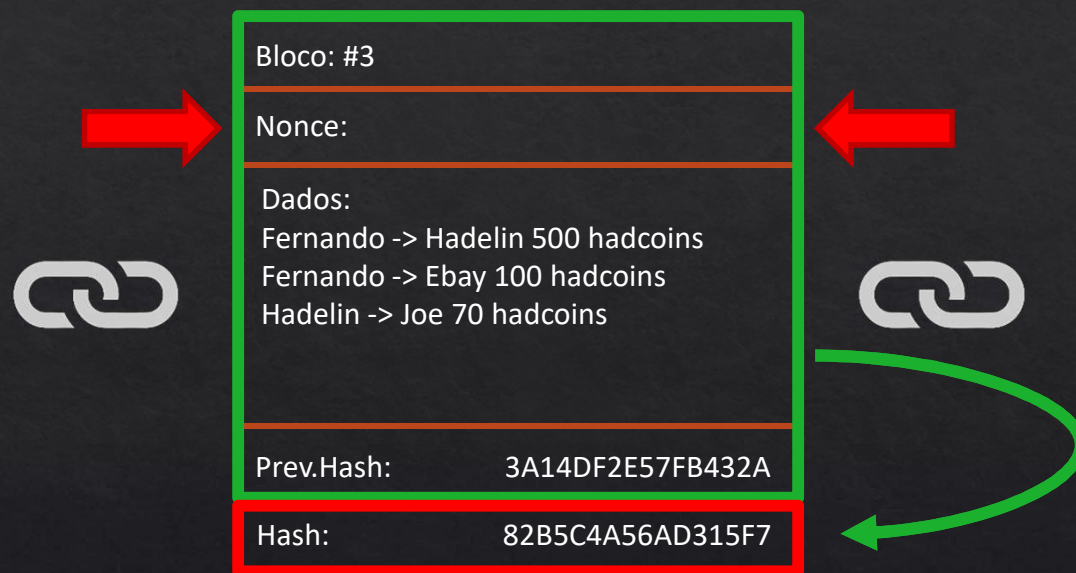 Bloco: #3
Nonce:
Dados:
Fernando -> Hadelin 500 hadcoins
Fernando -> Ebay 100 hadcoins
Hadelin -> Joe 70 hadcoins
Prev.Hash: 3A14DF2E57FB432A
Hash: 82B5C4A56AD315F7